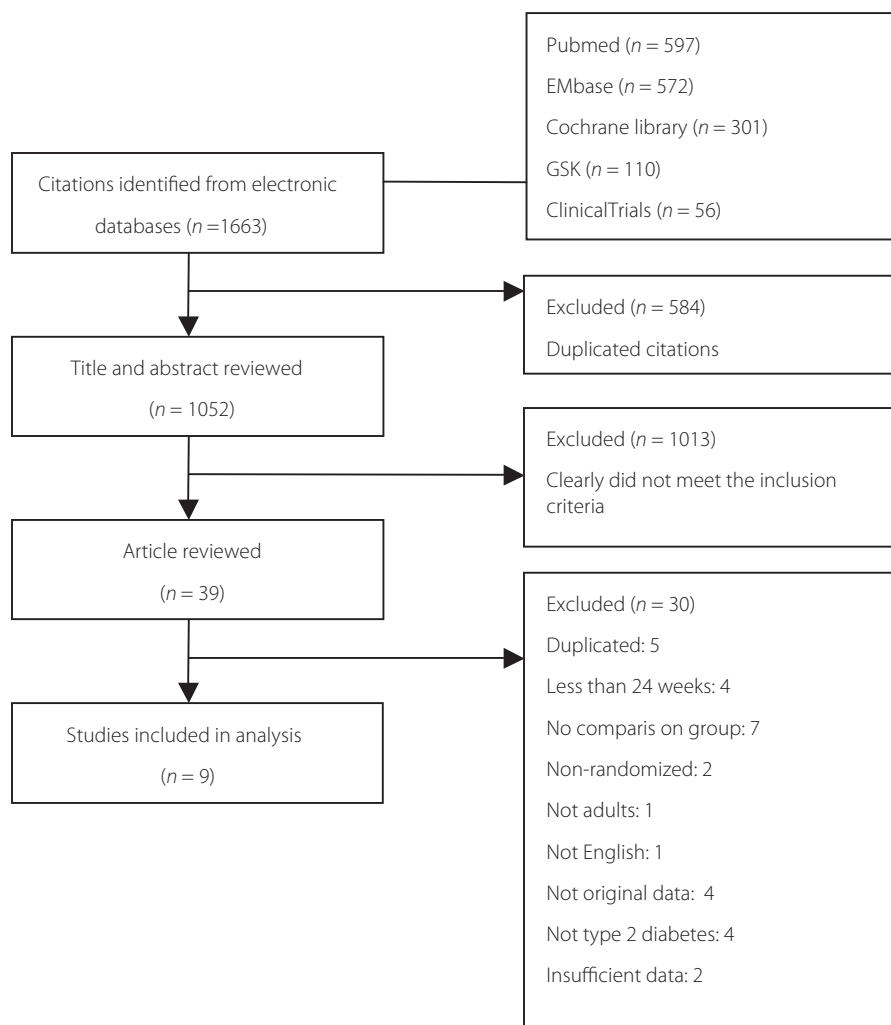 Pubmed (n = 597)
EMbase (n = 572)
Cochrane library (n = 301)
GSK (n = 110)
ClinicalTrials (n = 56)
Citations identified from electronic
databases (n =1663)
Excluded (n = 584)
Duplicated citations
Title and abstract reviewed
(n = 1052)
Excluded (n = 1013)
Clearly did not meet the inclusion
criteria
Article reviewed
(n = 39)
Excluded (n = 30)
Duplicated: 5
Less than 24 weeks: 4
No comparis on group: 7
Non-randomized: 2
Not adults: 1
Not English: 1
Not original data: 4
Not type 2 diabetes: 4
Insufficient data: 2
Studies included in analysis
(n = 9)